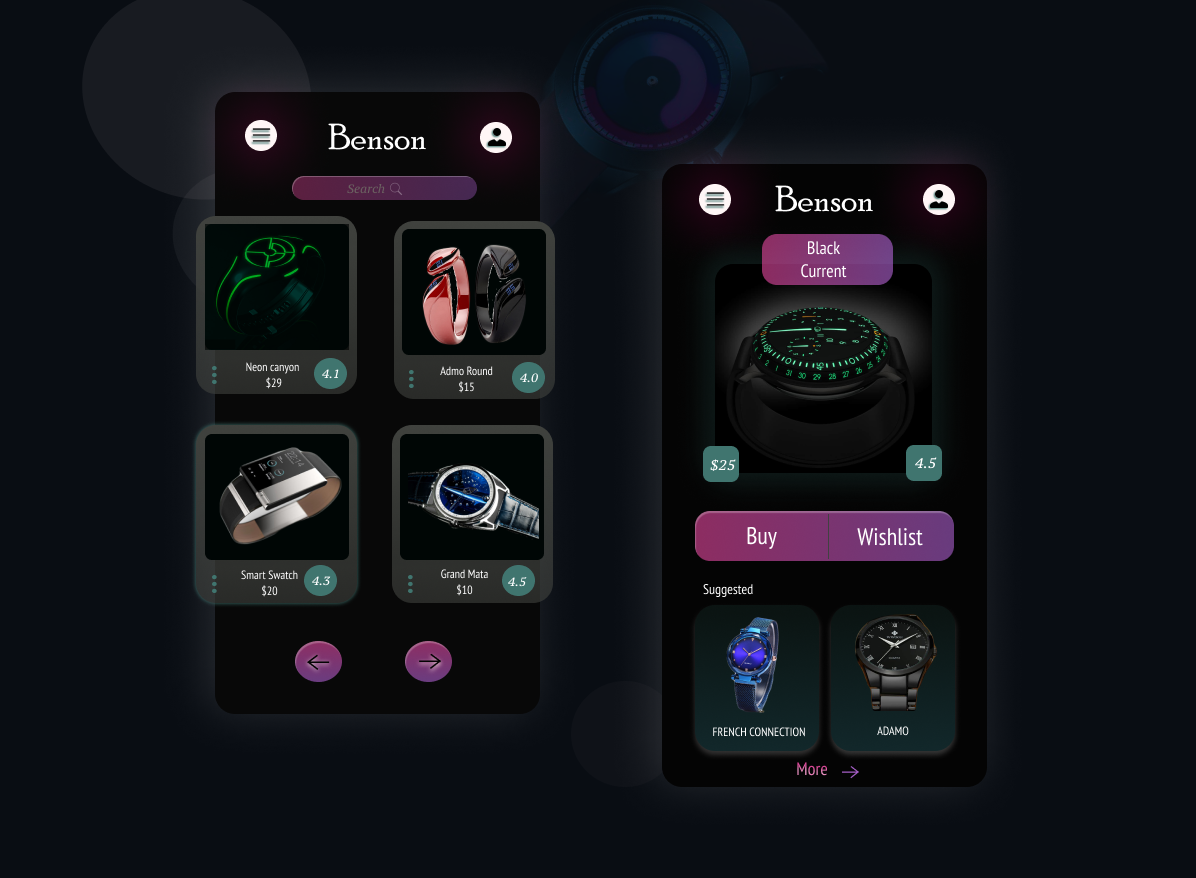 Benson
Search
Neon canyon
$29
4.1
Admo Round
$15
4.0
Smart Swatch
$20
4.3
Grand Mata
$10
4.5
Benson
Black
Current
$25
4.5
Buy
Wishlist
Suggested
FRENCH CONNECTION
ADAMO
More